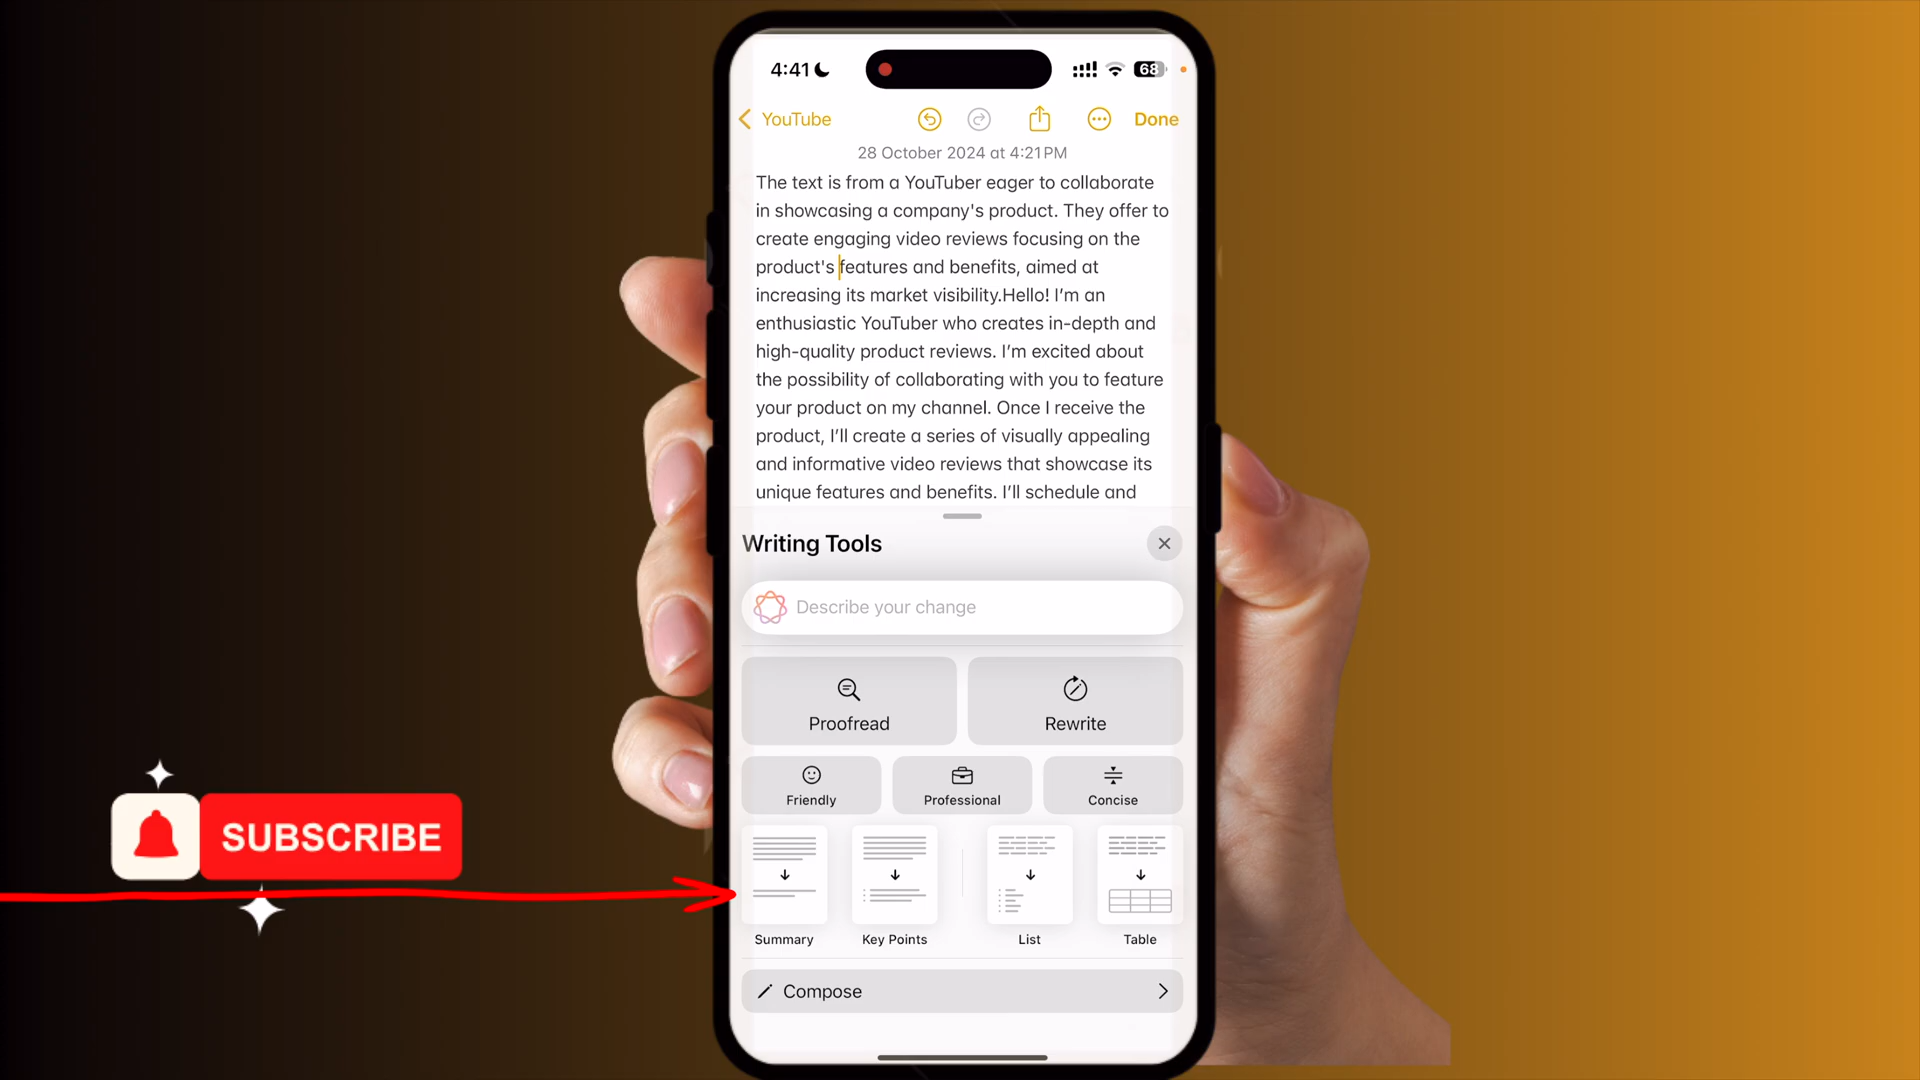 4:41
68
YouTube
Done
28 October 2024 at 4:21 PM
The text is from a YouTuber eager to collaborate
in showcasing a company's product. They offer to
create engaging video reviews focusing on the
product's features and benefits, aimed at
increasing its market visibility.Hello! I'm an
enthusiastic YouTuber who creates in-depth and
high-quality product reviews. I'm excited about
the possibility of collaborating with you to feature
your product on my channel. Once I receive the
product, I'll create a series of visually appealing
and informative video reviews that showcase its
unique features and benefits. I'll schedule and
Writing Tools
Describe your change
Proofread
Rewrite
Friendly
Professional
Concise
Summary
Key Points
List
Table
Compose
SUBSCRIBE